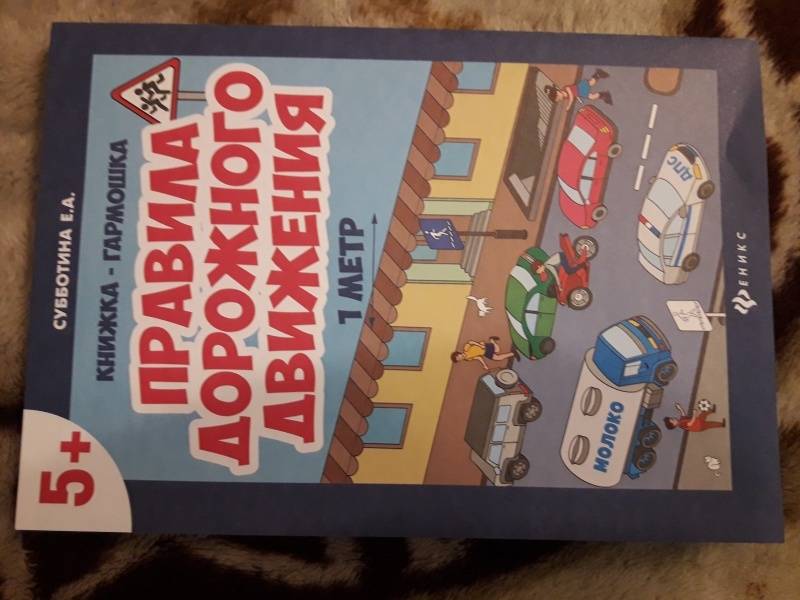 СУББОТИНА Е.А.
5+
КНИЖКА - ГАРМОШКА
ПРАВИЛА
ДОРОЖНОГО
ДВИЖЕНИЯ
1 МЕТР
ДПС
МОЛОКО
ФЕНИКС